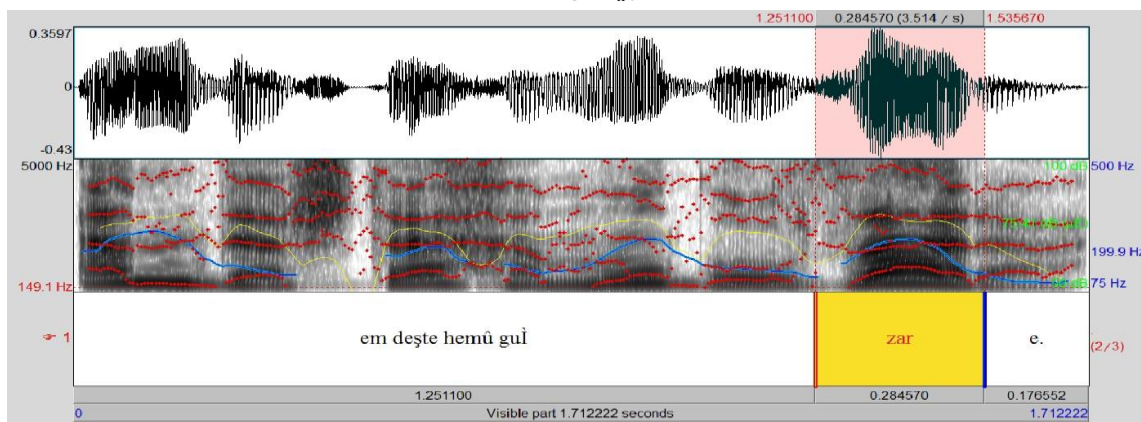 1.251100 0.284570 (3.514 / s) 1.535670
0.3597
0
-0.43
5000 Hz 100 dB 500 Hz
199.9 Hz
149.1 Hz 75 Hz
1 em deşte hemû gul̇ zar e. (2/3)
1.251100 0.284570 0.176552
0 Visible part 1.712222 seconds 1.712222